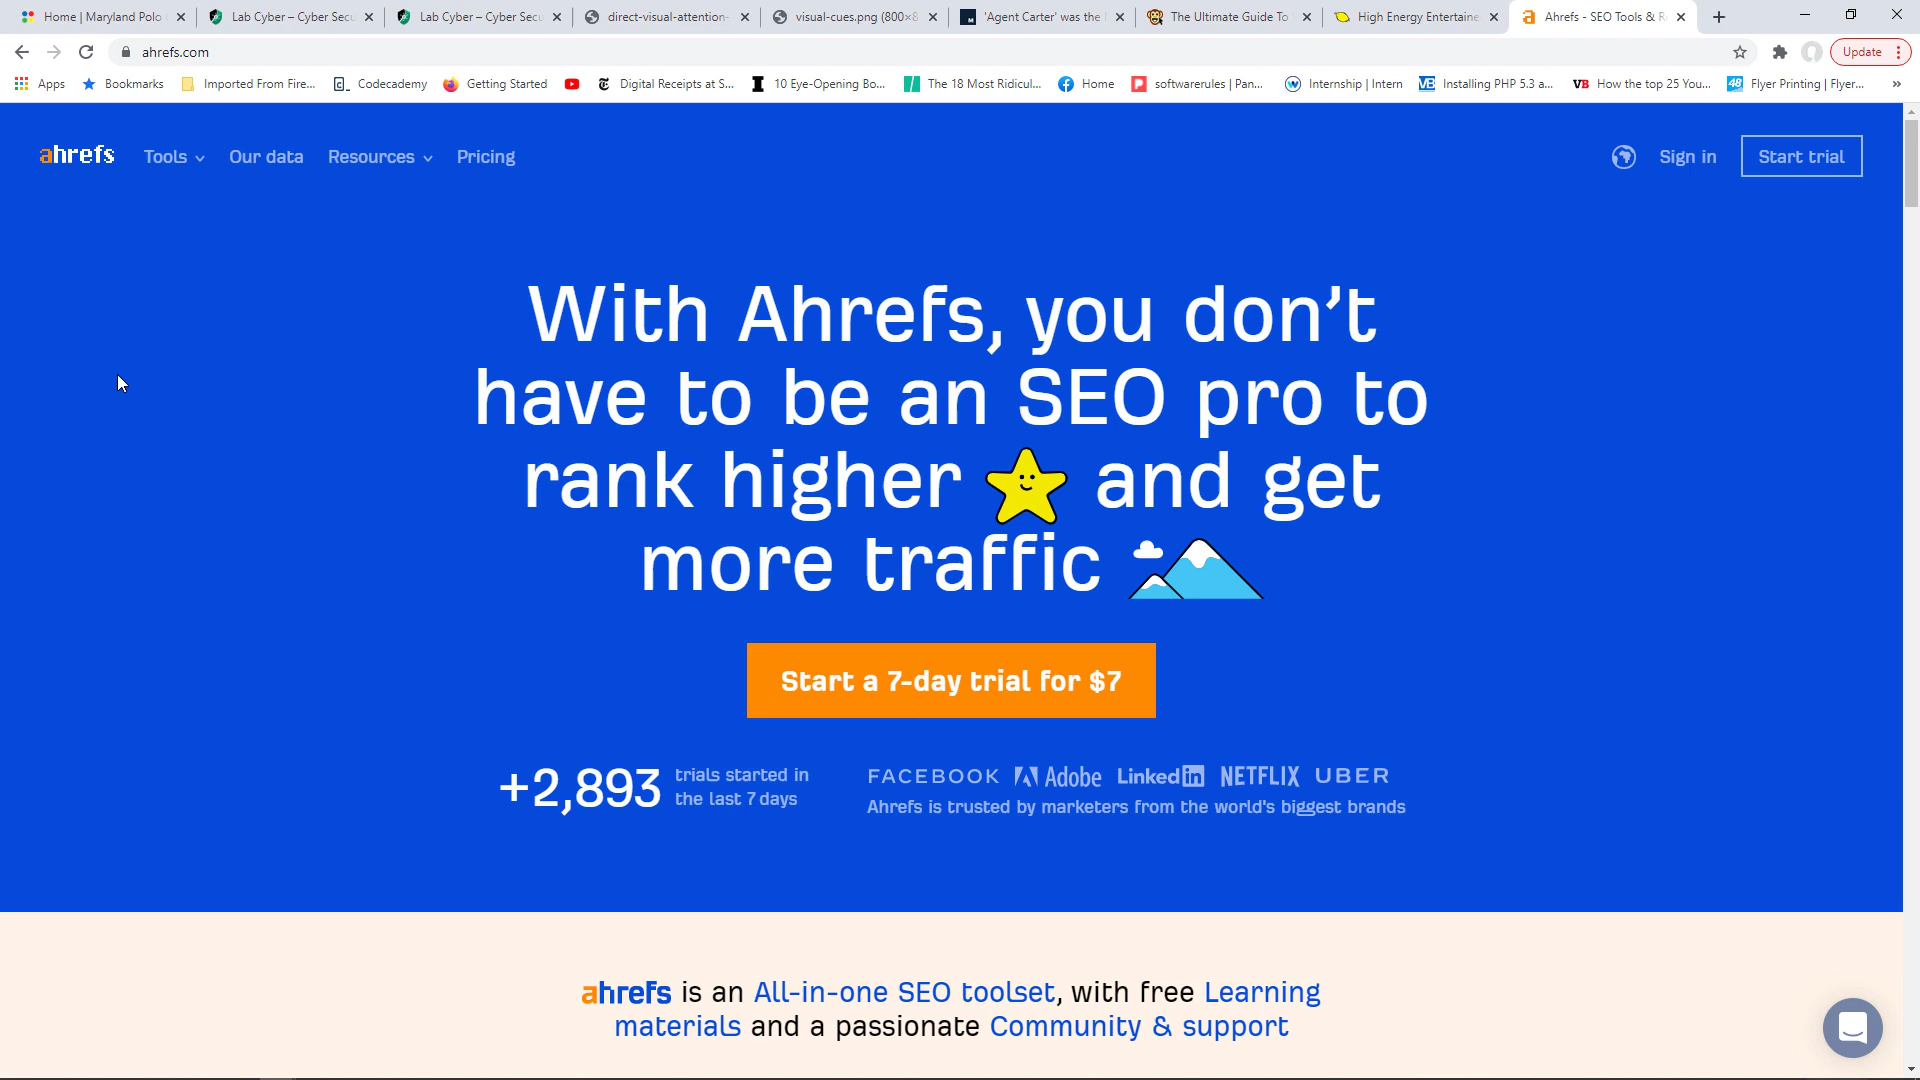 Home | Maryland Polo
Lab Cyber – Cyber Secu
Lab Cyber – Cyber Secu
direct-visual-attention-
visual-cues.png (800×8
'Agent Carter' was the
The Ultimate Guide To
High Energy Entertaine
Ahrefs - SEO Tools & R
ahrefs.com
Update
Apps
Bookmarks
Imported From Fire...
Codecademy
Getting Started
Digital Receipts at S...
10 Eye-Opening Bo...
The 18 Most Ridicul...
Home
softwarerules | Pan...
Internship | Intern
Installing PHP 5.3 a...
VB How the top 25 You...
Flyer Printing | Flyer...
»
ahrefs
Tools
Our data
Resources
Pricing
Sign in
Start trial
With Ahrefs, you don't
have to be an SEO pro to
rank higher and get
more traffic
Start a 7-day trial for $7
+2,893
trials started in
the last 7 days
FACEBOOK Adobe LinkedIn NETFLIX UBER
Ahrefs is trusted by marketers from the world's biggest brands
ahrefs is an All-in-one SEO toolset, with free Learning
materials and a passionate Community & support